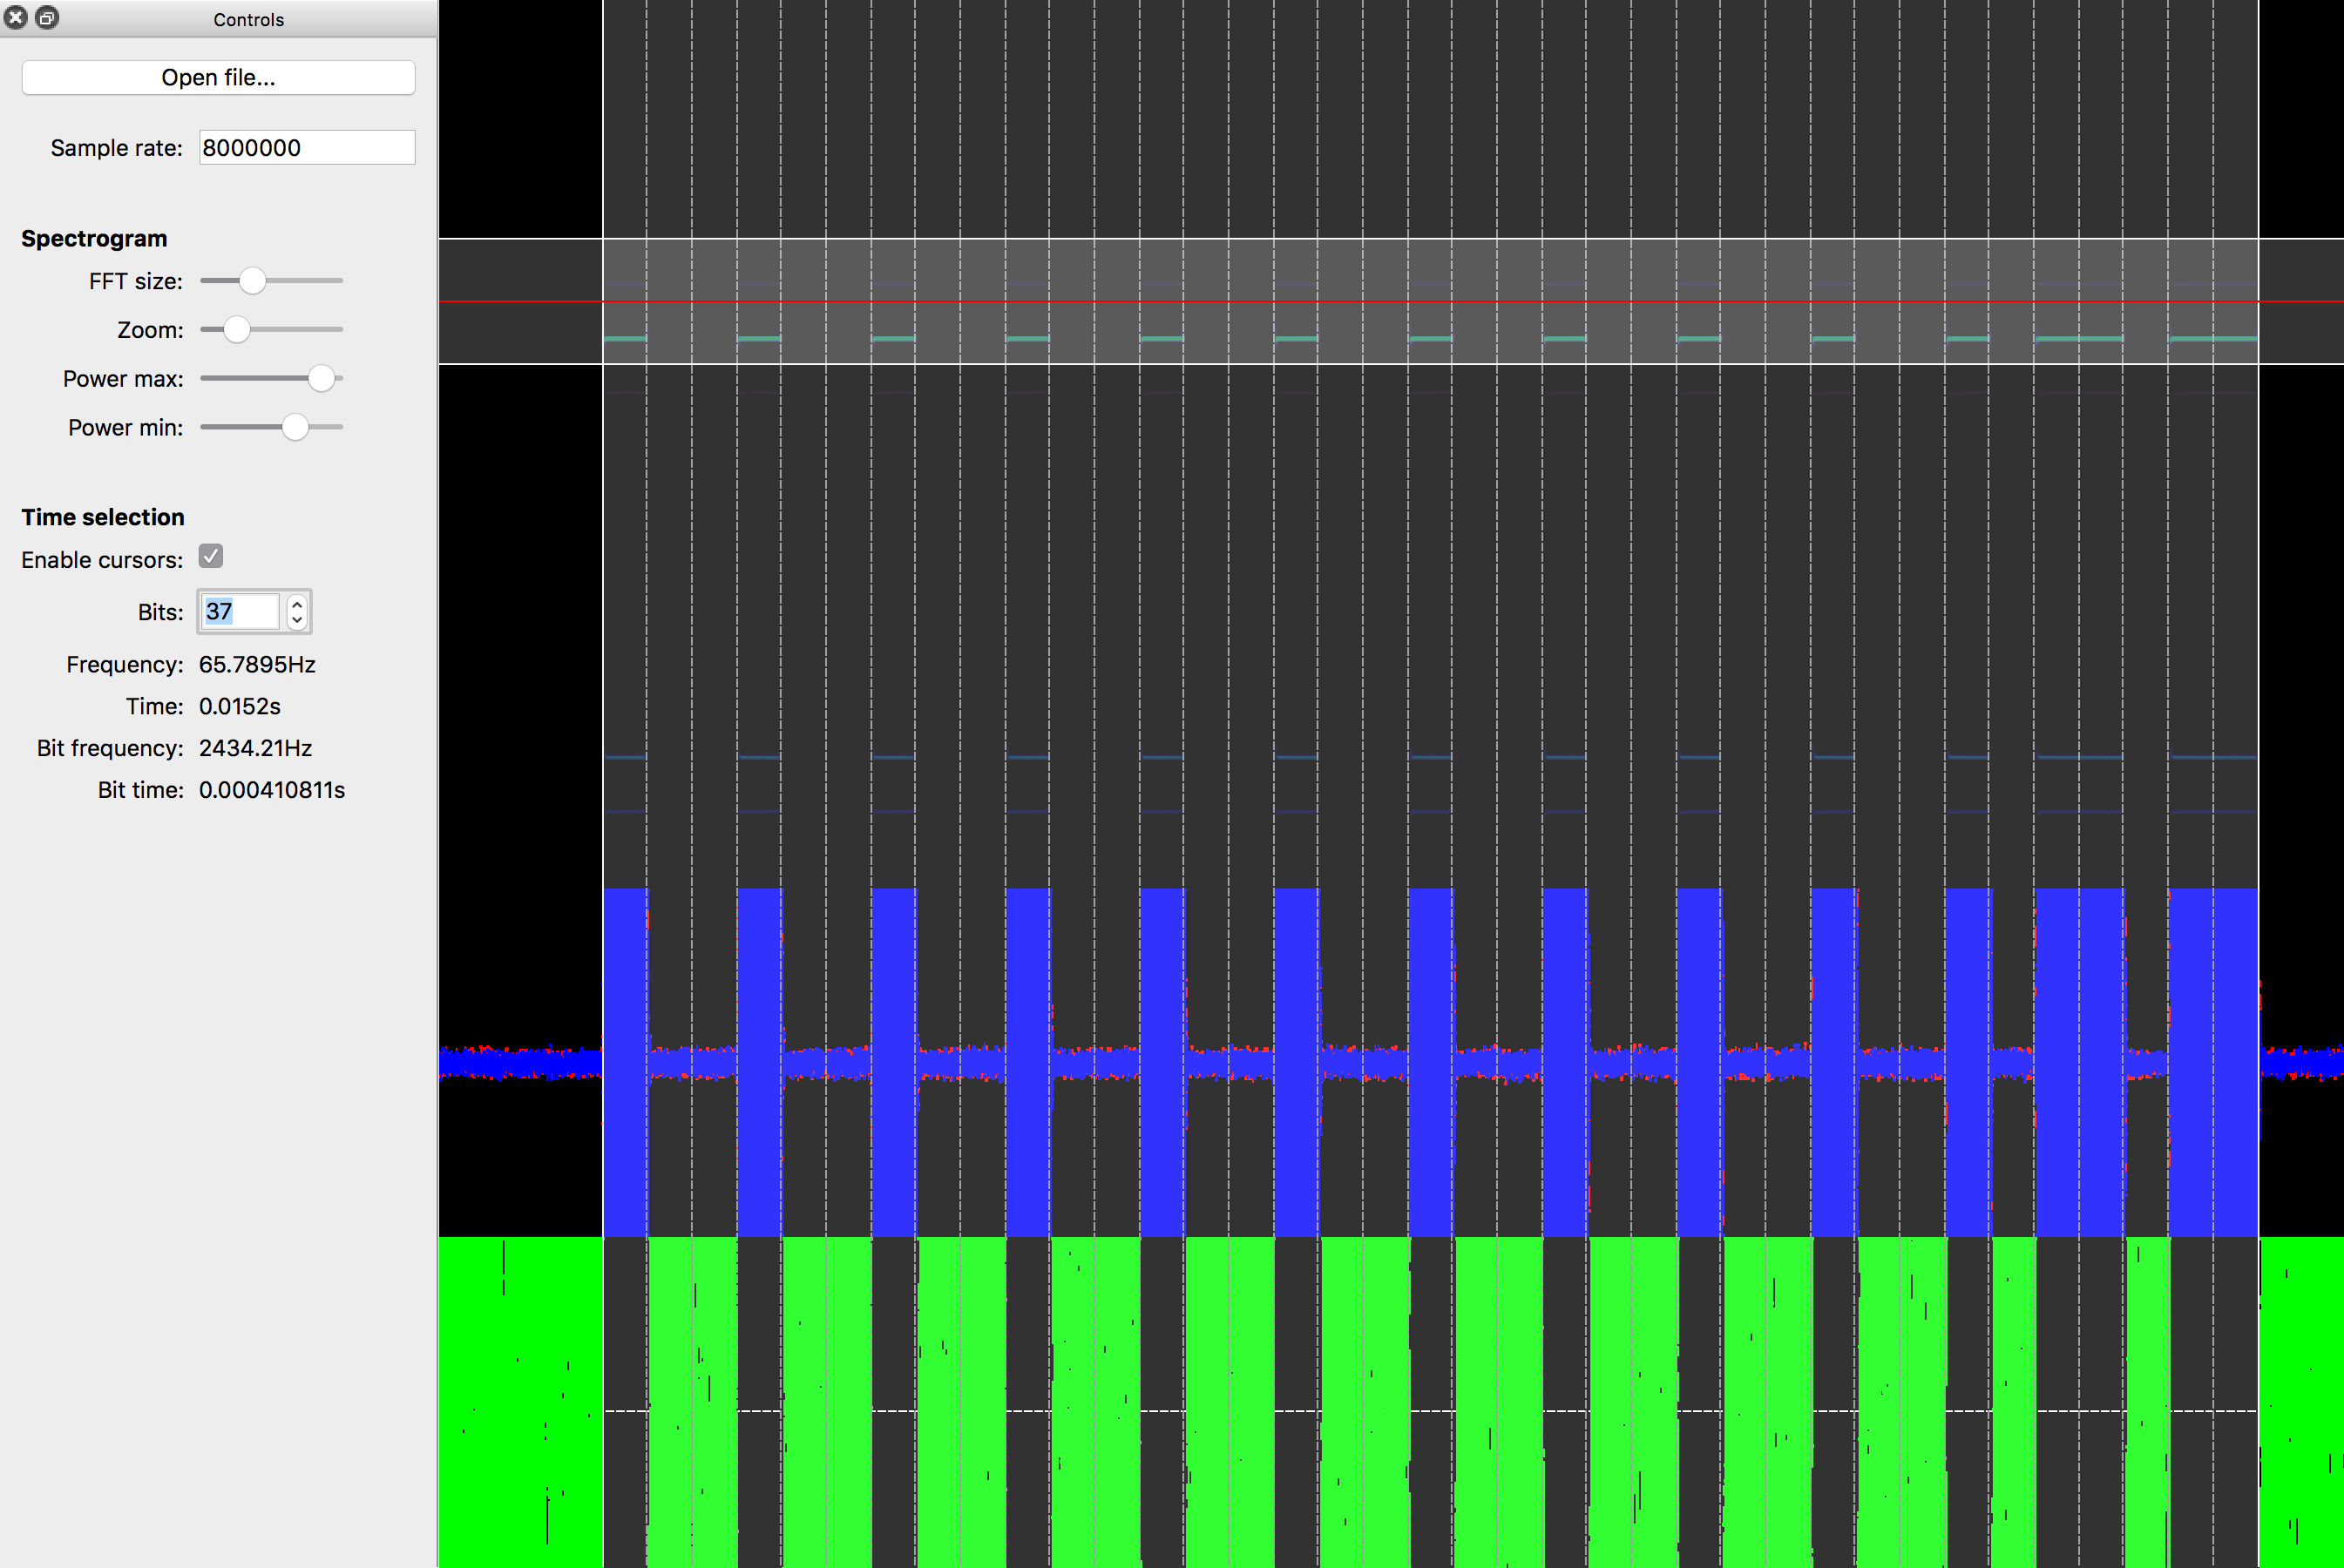 Controls
Open file...
Sample rate: 8000000
Spectrogram
FFT size:
Zoom:
Power max:
Power min:
Time selection
Enable cursors:
Bits: 37
Frequency: 65.7895Hz
Time: 0.0152s
Bit frequency: 2434.21Hz
Bit time: 0.000410811s